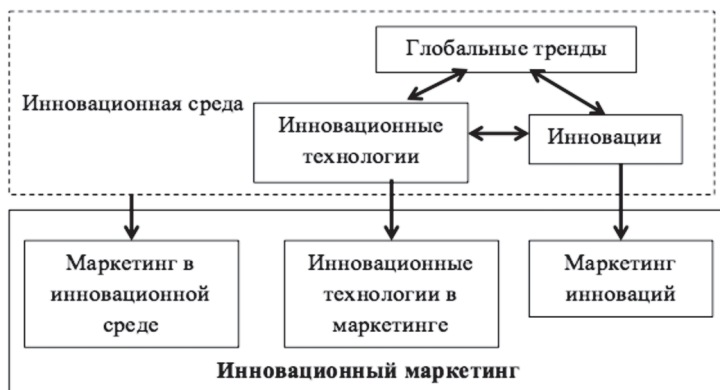 Глобальные тренды
Инновационная среда
Инновационные
технологии
Инновации
Маркетинг в
инновационной
среде
Инновационные
технологии в
маркетинге
Маркетинг
инноваций
Инновационный маркетинг